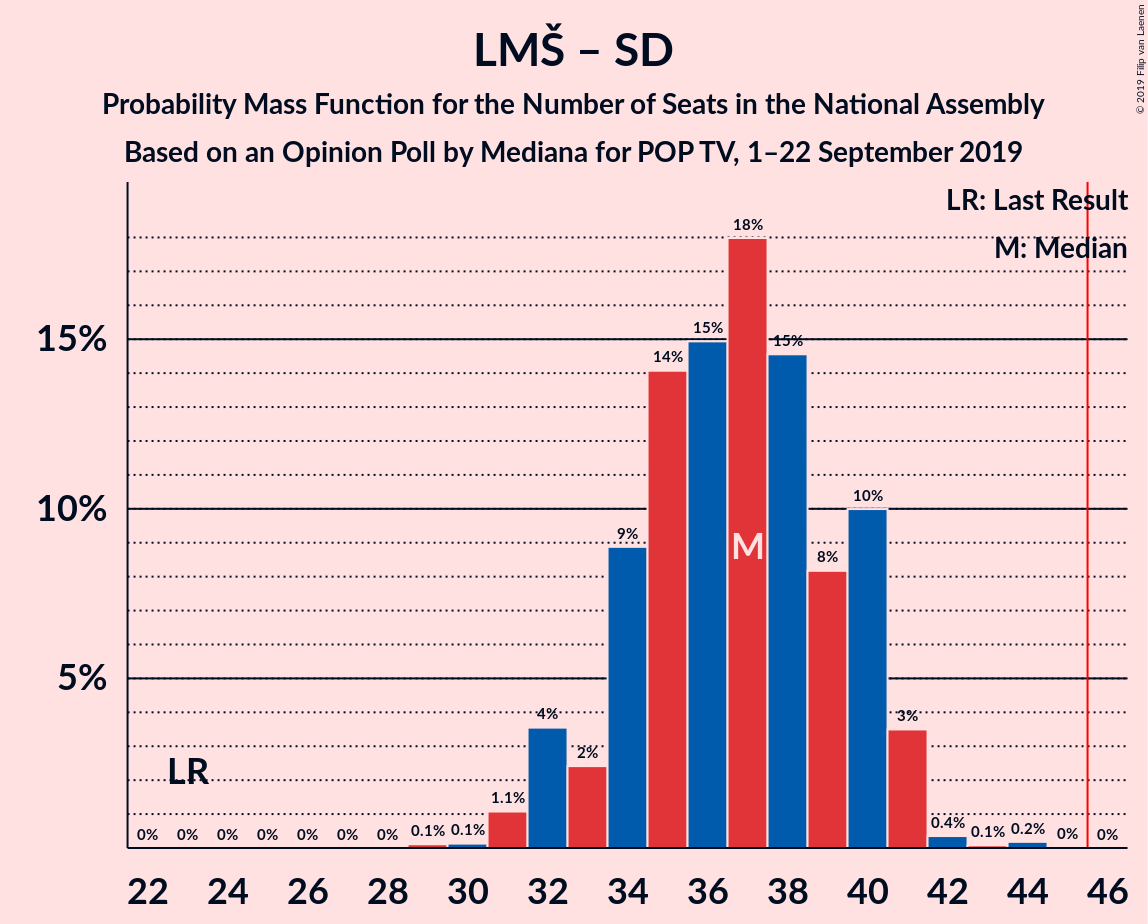 LMŠ – SD
Probability Mass Function for the Number of Seats in the National Assembly
Based on an Opinion Poll by Mediana for POP TV, 1–22 September 2019
© 2019 Filip van Laenen
LR: Last Result
M: Median
18%
15%
15%
15%
14%
10%
10%
9%
M
8%
5%
4%
3%
2%
LR
1.1%
0% 0% 0% 0% 0% 0% 0% 0.1% 0.1% 0.4% 0.1% 0.2% 0% 0%
22 24 26 28 30 32 34 36 38 40 42 44 46